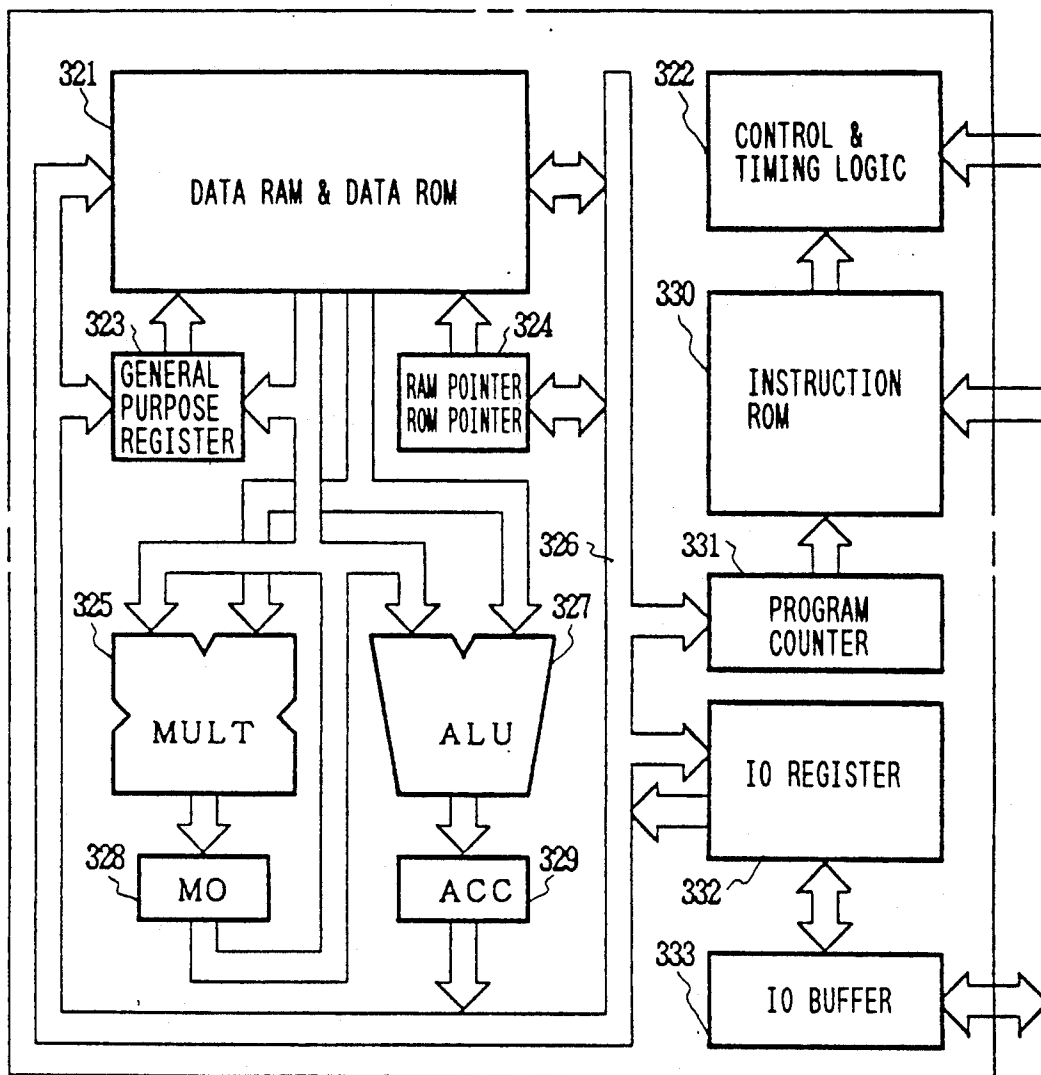 321
DATA RAM & DATA ROM
322
CONTROL &
TIMING LOGIC
323
GENERAL
PURPOSE
REGISTER
324
RAM POINTER
ROM POINTER
330
INSTRUCTION
ROM
326
331
PROGRAM
COUNTER
325
MULT
327
ALU
IO REGISTER
332
328
MO
329
ACC
333
IO BUFFER